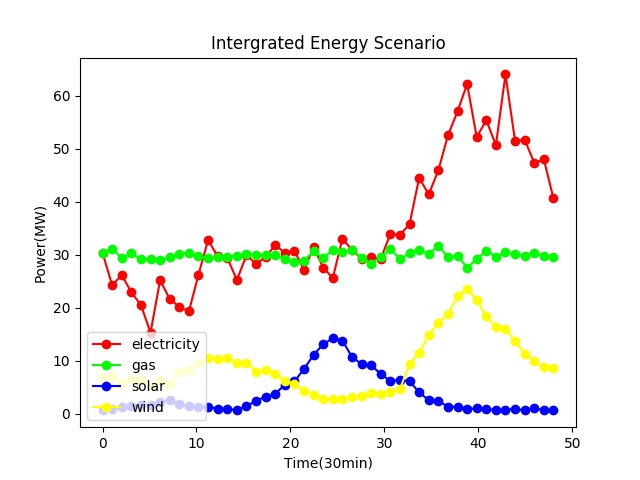 Intergrated Energy Scenario
Power(MW)
60
50
40
30
20
10
0
electricity
gas
solar
wind
0 10 20 30 40 50
Time(30min)